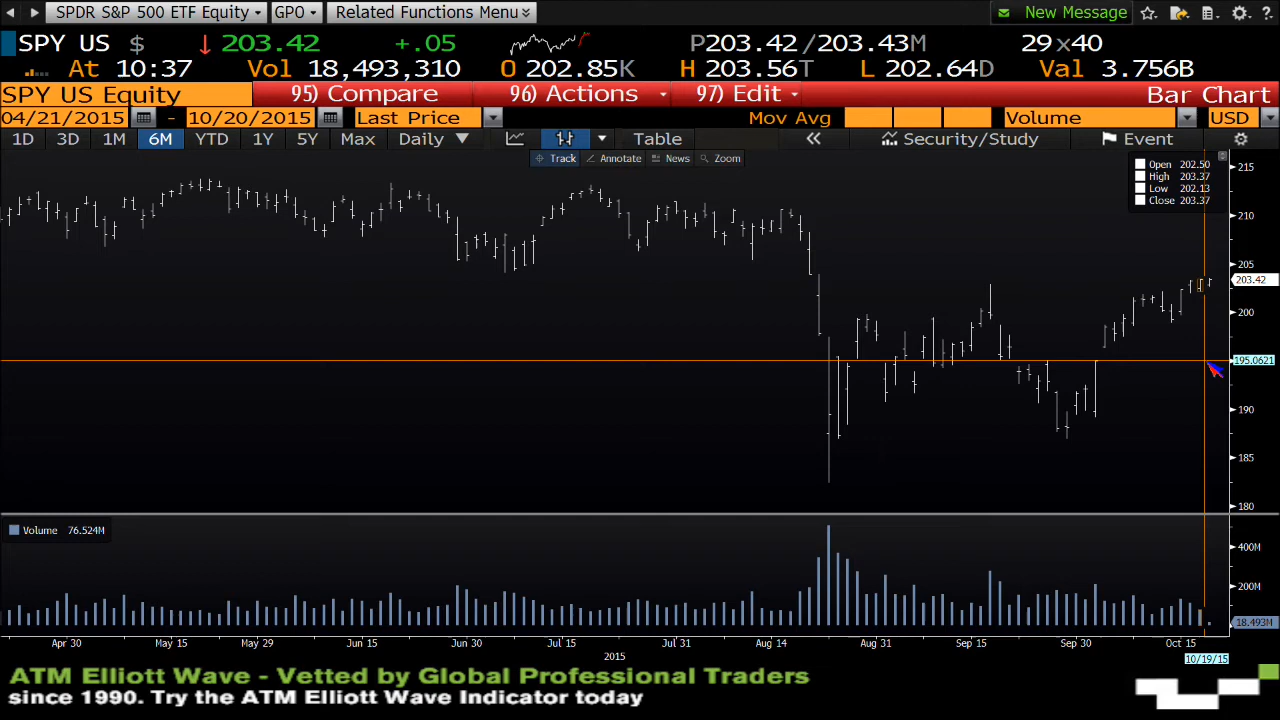 SPDR S&P 500 ETF Equity GPO Related Functions Menu New Message
SPY US $ 203.42 +.05 P203.42/203.43M 29x40
At 10:37 Vol 18,493,310 O 202.85K H 203.56T L 202.64D Val 3.756B
SPY US Equity 95) Compare 96) Actions 97) Edit Bar Chart
04/21/2015 - 10/20/2015 Last Price Mov Avg Volume USD
1D 3D 1M 6M YTD 1Y 5Y Max Daily Table Security/Study Event
Track Annotate News Zoom
Open 202.50
High 203.37
Low 202.13
Close 203.37
215
210
205
203.42
200
195.0621
190
185
180
Volume 76.524M
400M
200M
18.493M
Apr 30 May 15 May 29 Jun 15 Jun 30 Jul 15 Jul 31 Aug 14 Aug 31 Sep 15 Sep 30 Oct 15
2015
10/19/15
ATM Elliott Wave - Vetted by Global Professional Traders
since 1990. Try the ATM Elliott Wave Indicator today